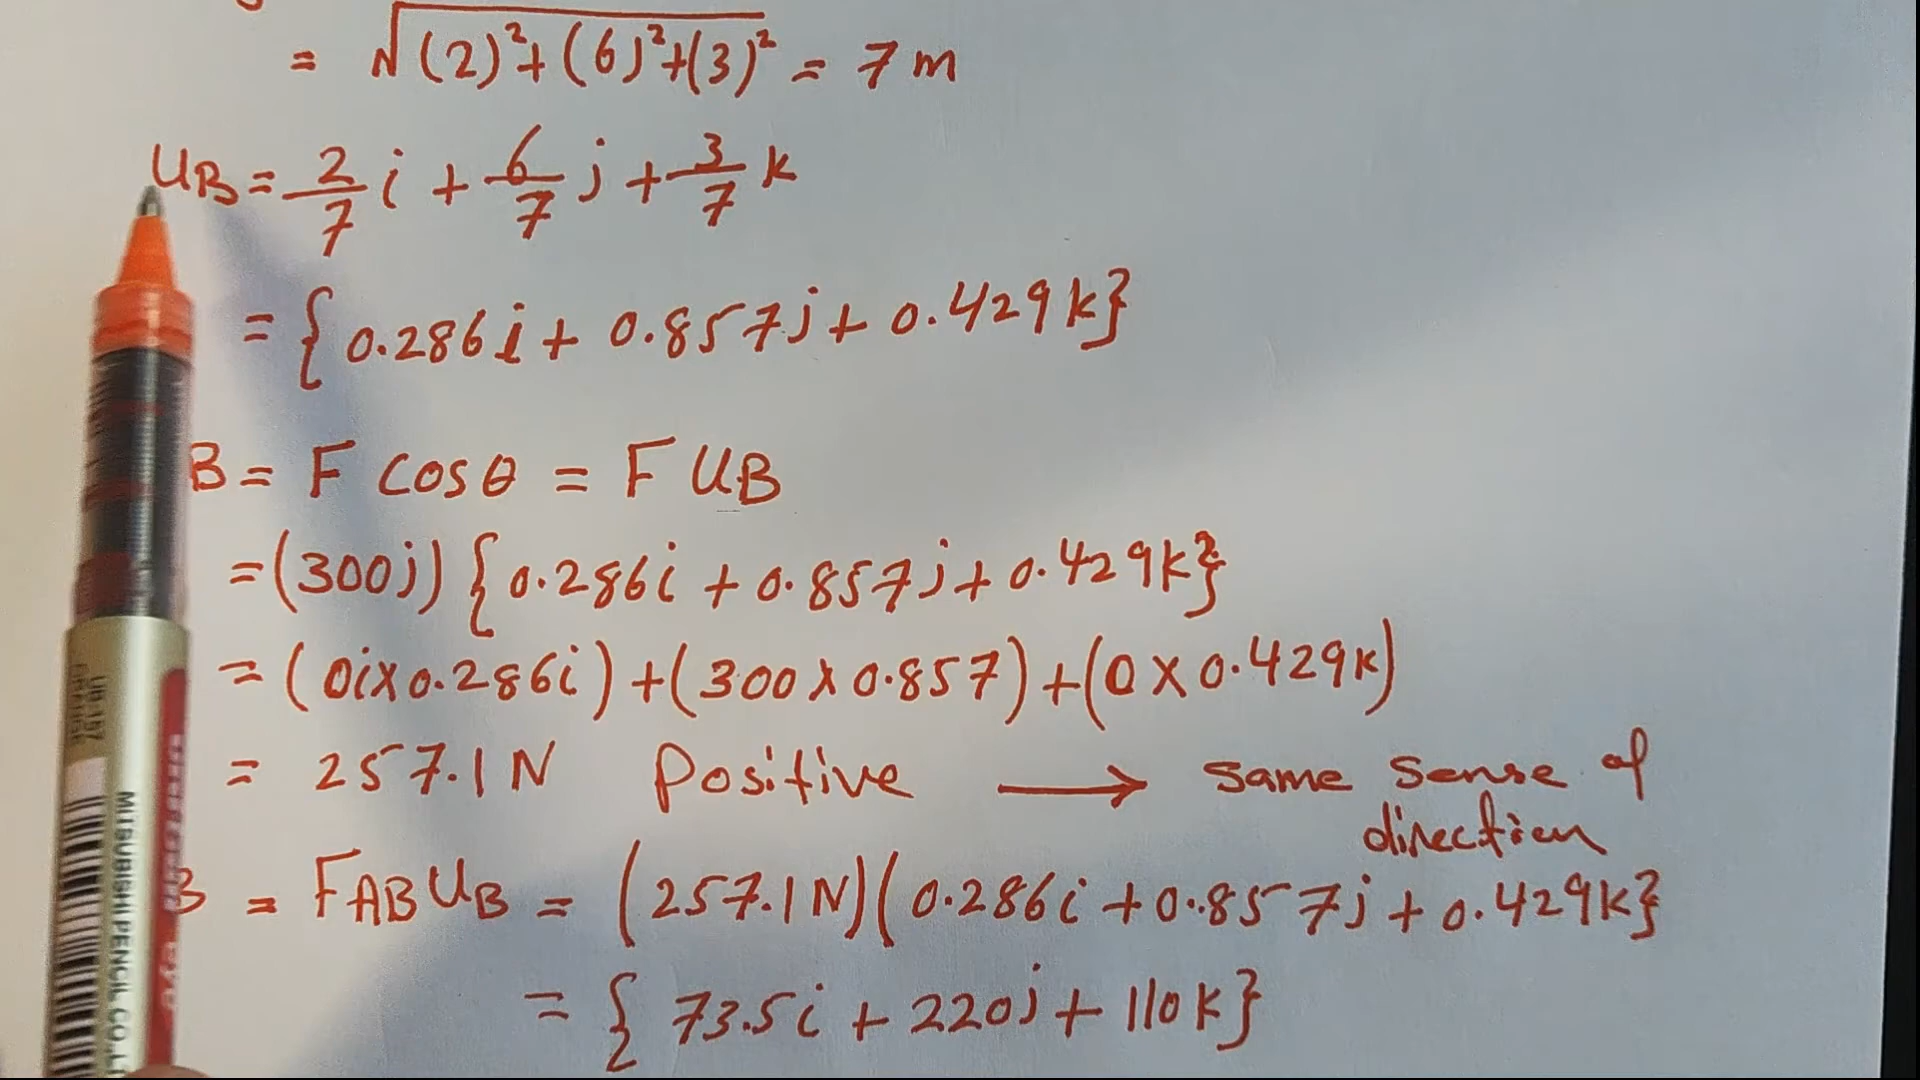 = √(2)²+(6)²+(3)² = 7 m
UB = 2/7 i + 6/7 j + 3/7 k
= {0.286i + 0.857j + 0.429k}
B = F cosθ = F UB
= (300j) {0.286i + 0.857j + 0.429k}
= (0i x 0.286i) + (300 x 0.857) + (0 x 0.429k)
= 257.1 N Positive → same sense of
direction
B = FAB UB = (257.1 N)(0.286i + 0.857j + 0.429k}
= { 73.5i + 220j + 110k}
MITSUBISHI PENCIL CO.